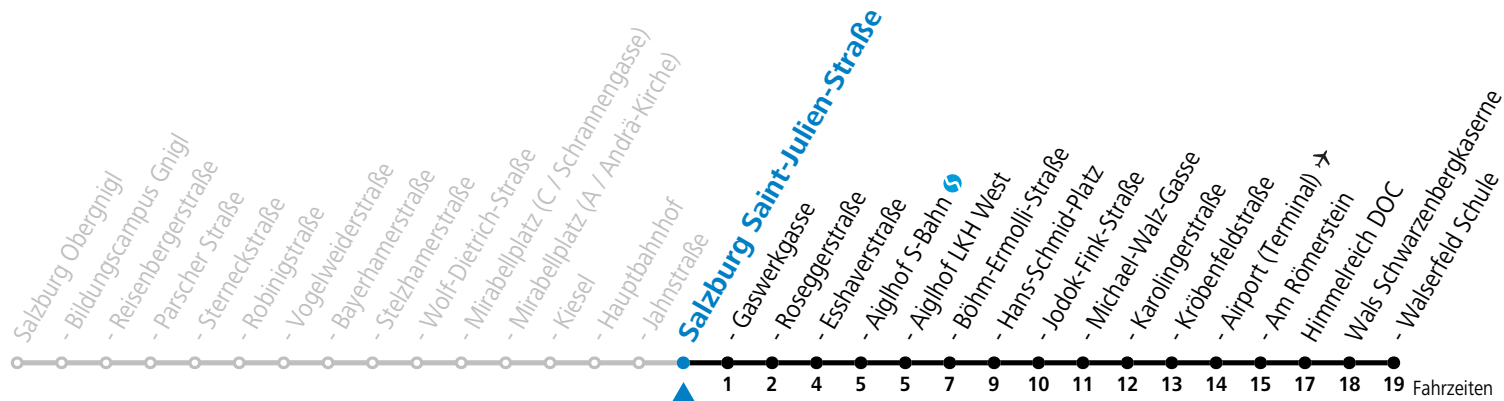 Salzburg Obergnigl
- Bildungscampus Gnigl
- Reisenbergerstraße
- Parscher Straße
- Sterneckstraße
- Robinigstraße
- Vogelweiderstraße
- Bayerhamerstraße
- Stelzhamerstraße
- Wolf-Dietrich-Straße
- Mirabellplatz (C / Schrannengasse)
- Mirabellplatz (A / Andrä-Kirche)
- Kiesel
- Hauptbahnhof
- Jahnstraße
Salzburg Saint-Julien-Straße
- Gaswerkgasse
- Roseggerstraße
- Esshaverstraße
- Aiglhof S-Bahn
- Aiglhof LKH West
- Böhm-Ermolli-Straße
- Hans-Schmid-Platz
- Jodok-Fink-Straße
- Michael-Walz-Gasse
- Karolingerstraße
- Kröbenfeldstraße
- Airport (Terminal)
- Am Römerstein
Himmelreich DOC
Wals Schwarzenbergkaserne
- Walserfeld Schule
1 2 4 5 5 7 9 10 11 12 13 14 15 17 18 19 Fahrzeiten